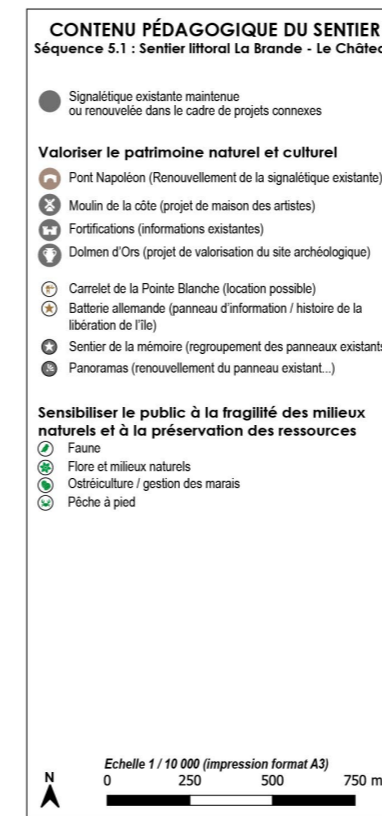 CONTENU PÉDAGOGIQUE DU SENTIER
Séquence 5.1 : Sentier littoral La Brande - Le Châtea
Signalétique existante maintenue
ou renouvelée dans le cadre de projets connexes
Valoriser le patrimoine naturel et culturel
Pont Napoléon (Renouvellement de la signalétique existante)
Moulin de la côte (projet de maison des artistes)
Fortifications (informations existantes)
Dolmen d'Ors (projet de valorisation du site archéologique)
Carrelet de la Pointe Blanche (location possible)
Batterie allemande (panneau d'information / histoire de la
libération de l'île)
Sentier de la mémoire (regroupement des panneaux existants
Panoramas (renouvellement du panneau existant...)
Sensibiliser le public à la fragilité des milieux
naturels et à la préservation des ressources
Faune
Flore et milieux naturels
Ostréiculture / gestion des marais
Pêche à pied
Echelle 1 / 10 000 (impression format A3)
N
0 250 500 750 m